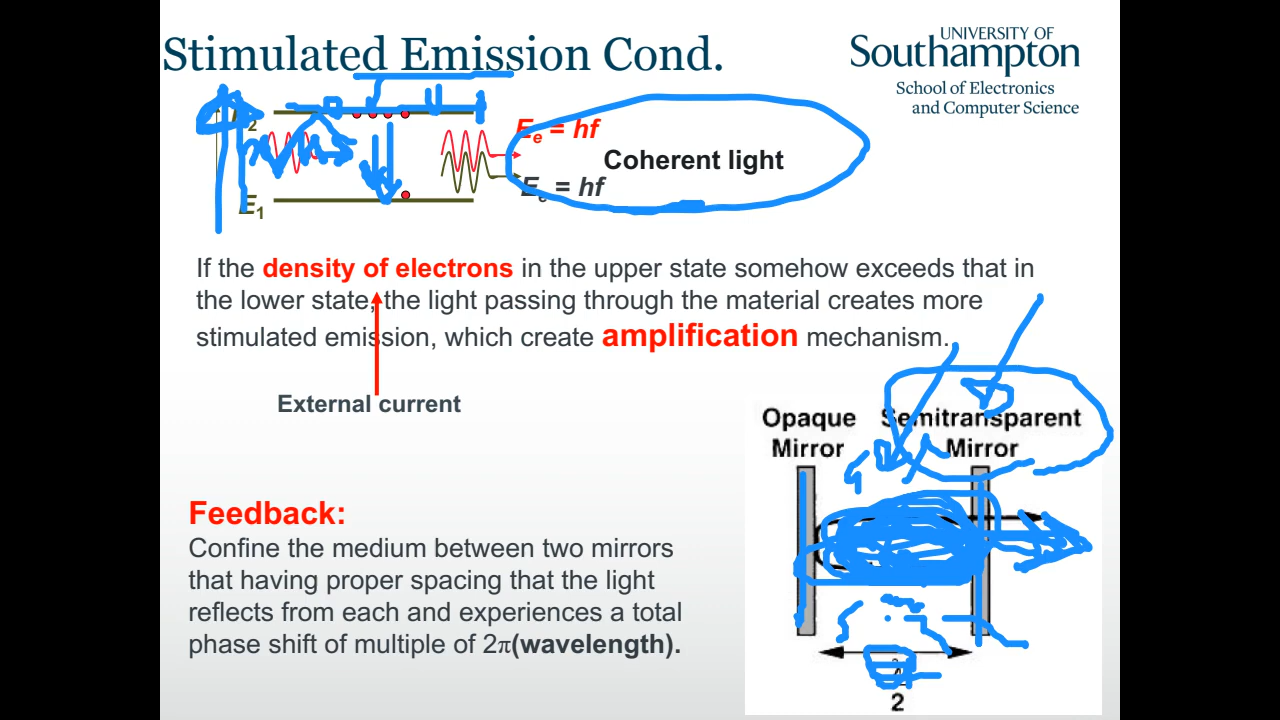 Stimulated Emission Cond.
UNIVERSITY OF
Southampton
School of Electronics
and Computer Science
Ee = hf
Coherent light
= hf
E1
If the density of electrons in the upper state somehow exceeds that in
the lower state, the light passing through the material creates more
stimulated emission, which create amplification mechanism.
External current
Opaque
Mirror
Semitransparent
Mirror
Feedback:
Confine the medium between two mirrors
that having proper spacing that the light
reflects from each and experiences a total
phase shift of multiple of 2π(wavelength).
2